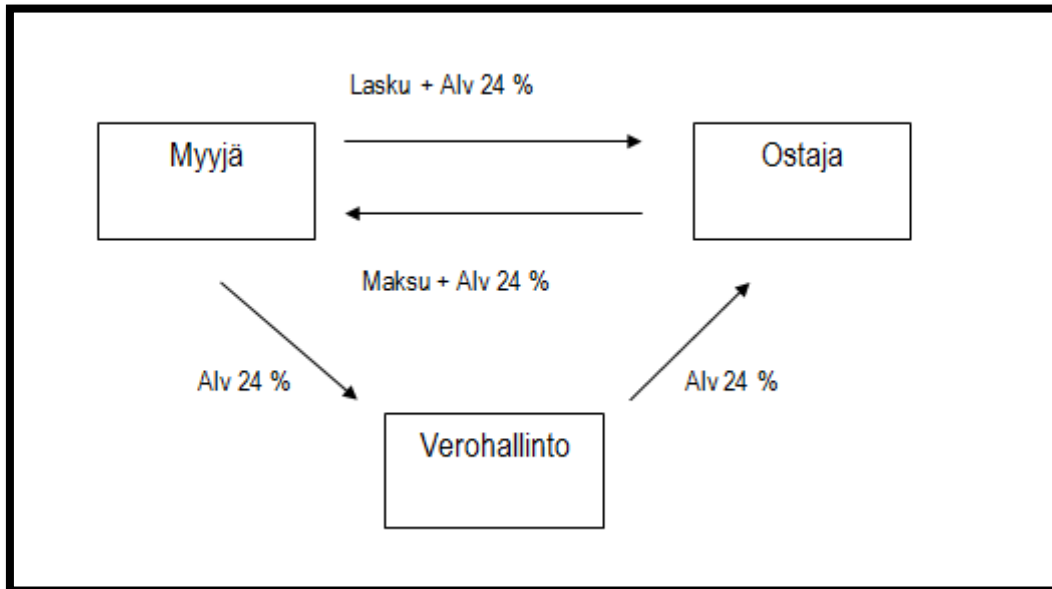 Lasku + Alv 24 %
Myyjä
Ostaja
Maksu + Alv 24 %
Alv 24 %
Alv 24 %
Verohallinto